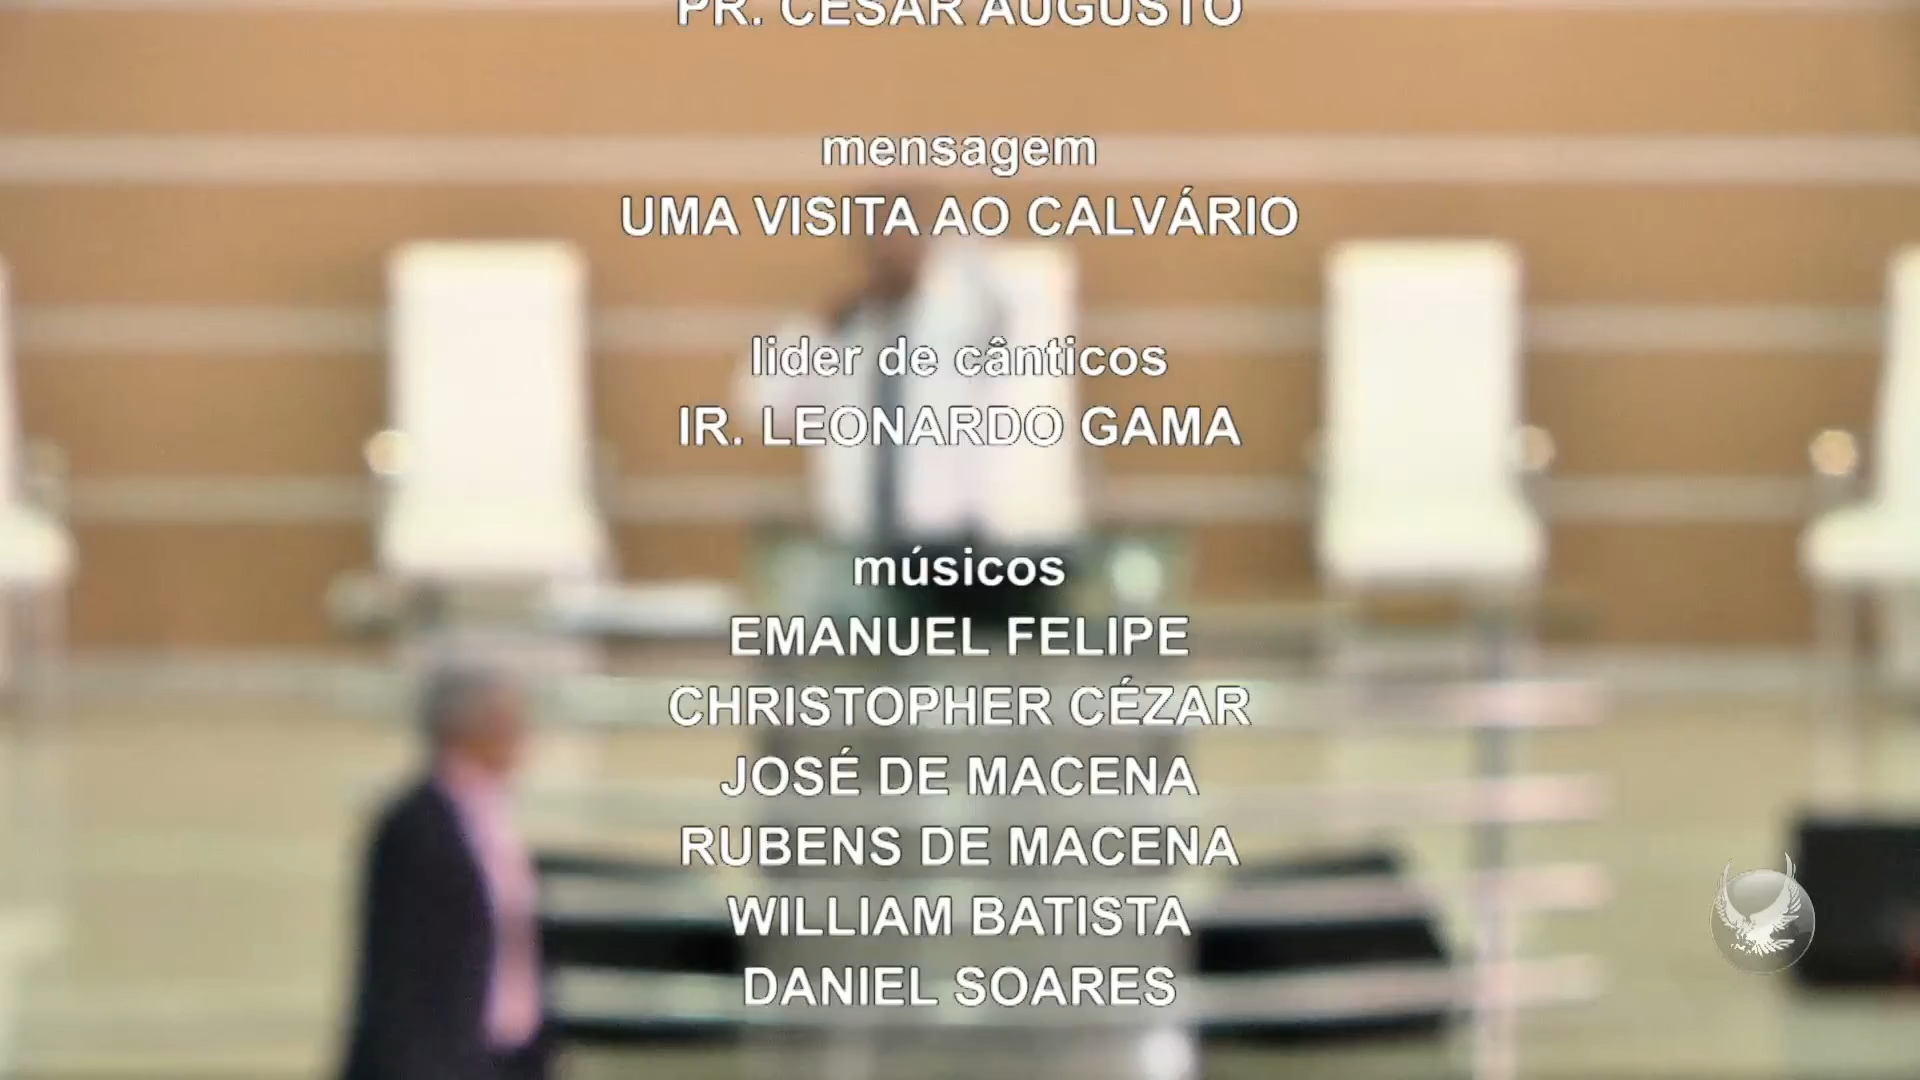 PR. CÉSAR AUGUSTO
mensagem
UMA VISITA AO CALVÁRIO
lider de cânticos
IR. LEONARDO GAMA
músicos
EMANUEL FELIPE
CHRISTOPHER CÉZAR
JOSÉ DE MACENA
RUBENS DE MACENA
WILLIAM BATISTA
DANIEL SOARES